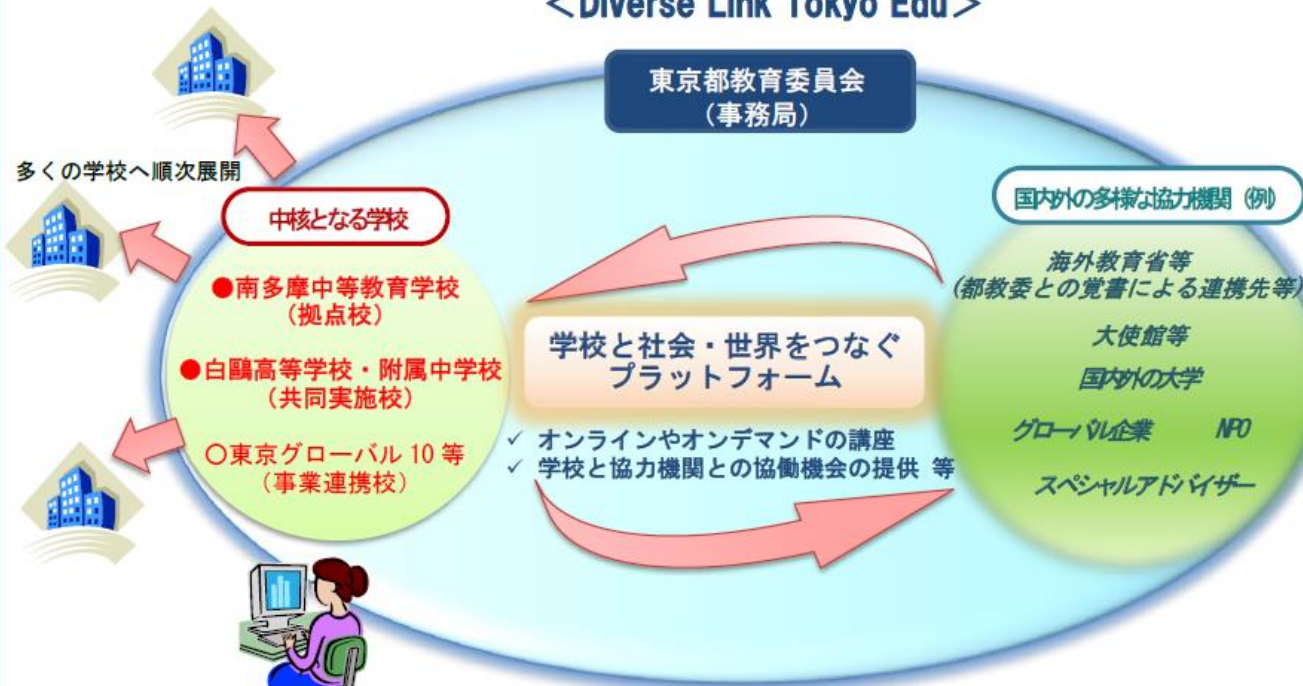 <Diverse Link Tokyo Edu>
東京都教育委員会
（事務局）
多くの学校へ順次展開
中核となる学校
●南多摩中等教育学校
（拠点校）
●白鷗高等学校・附属中学校
（共同実施校）
○東京グローバル 10 等
（事業連携校）
学校と社会・世界をつなぐ
プラットフォーム
✓ オンラインやオンデマンドの講座
✓ 学校と協力機関との協働機会の提供 等
国内外の多様な協力機関（例）
海外教育省等
(都教委との覚書による連携先等)
大使館等
国内外の大学
グローバル企業 NPO
スペシャルアドバイザー